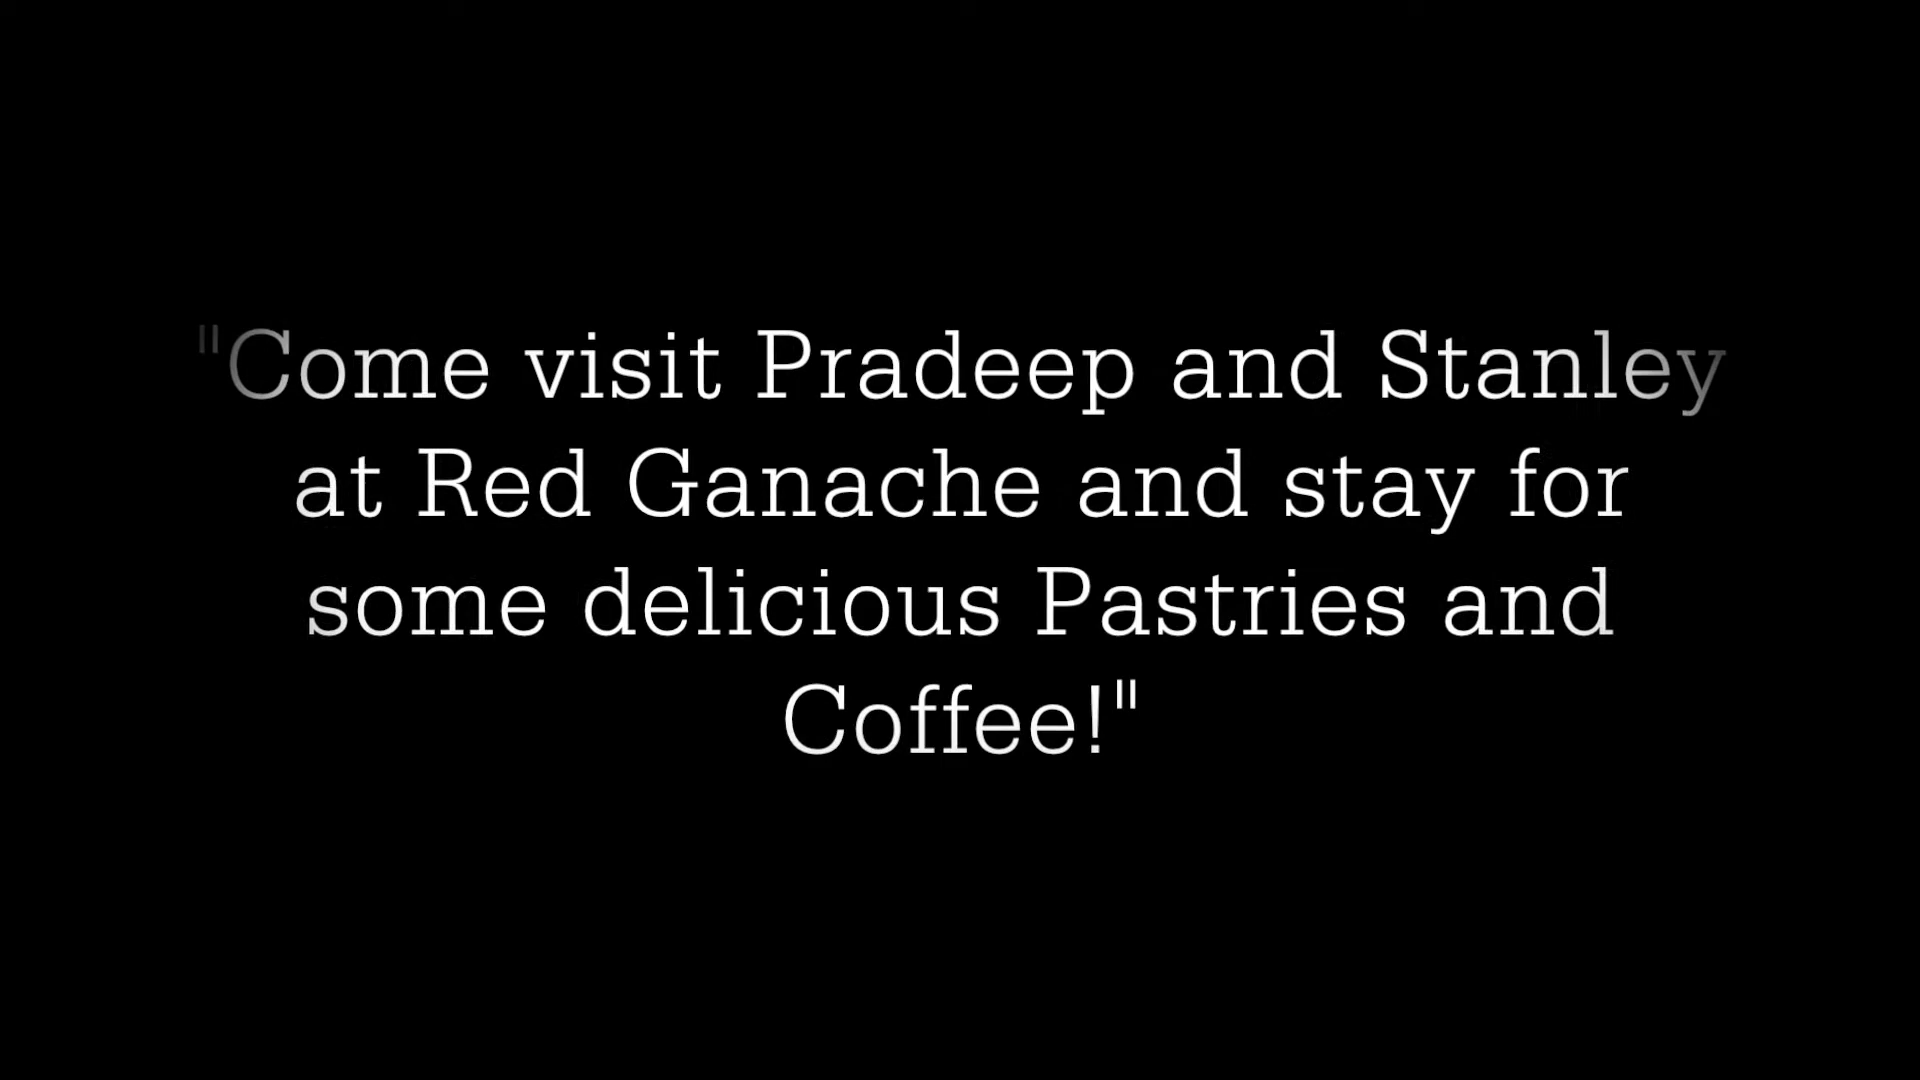 "Come visit Pradeep and Stanley
at Red Ganache and stay for
some delicious Pastries and
Coffee!"